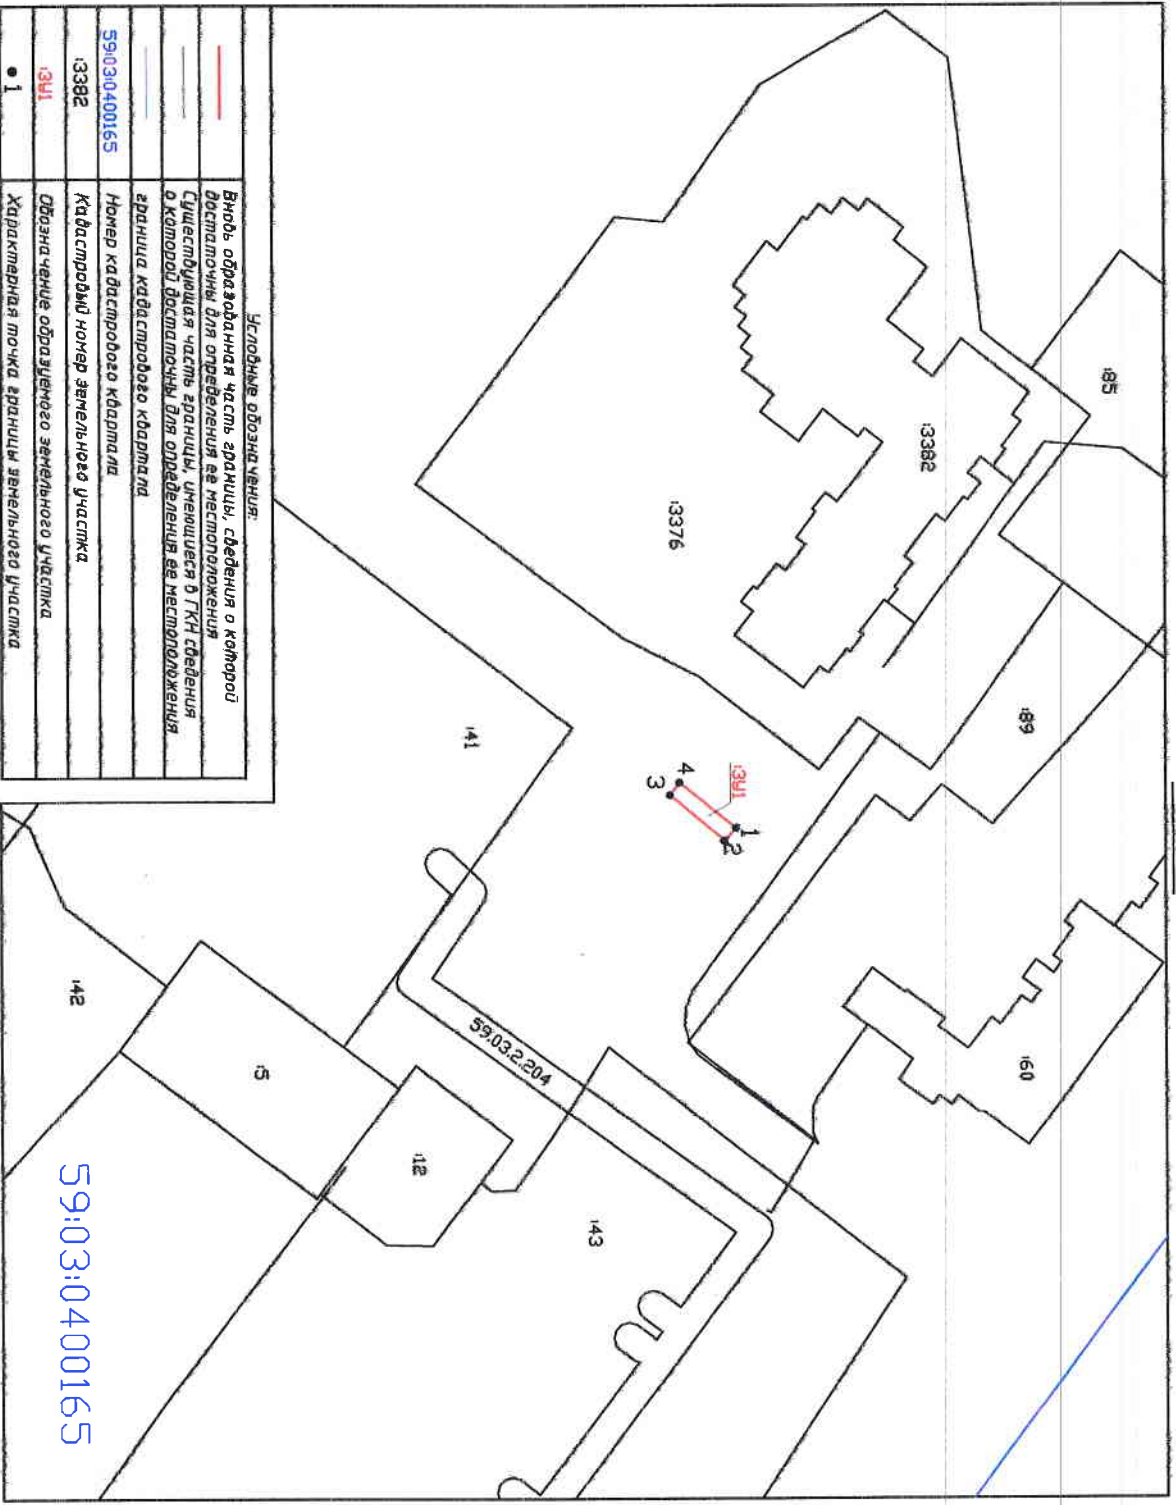 :85
:3382
:3376
:89
:ЗУ1
1
2
3
4
:41
:60
59.03.2.204
:43
:12
:5
:42
59:03:0400165
Условные обозначения:
Вновь образованная часть границы, сведения о которой
достаточны для определения ее местоположения
Существующая часть границы, имеющиеся в ГКН сведения
о которой достаточны для определения ее местоположения
граница кадастрового квартала
59:03:0400165
Номер кадастрового квартала
:3382
Кадастровый номер земельного участка
:ЗУ1
Обозначение образуемого земельного участка
1
Характерная точка границы земельного участка